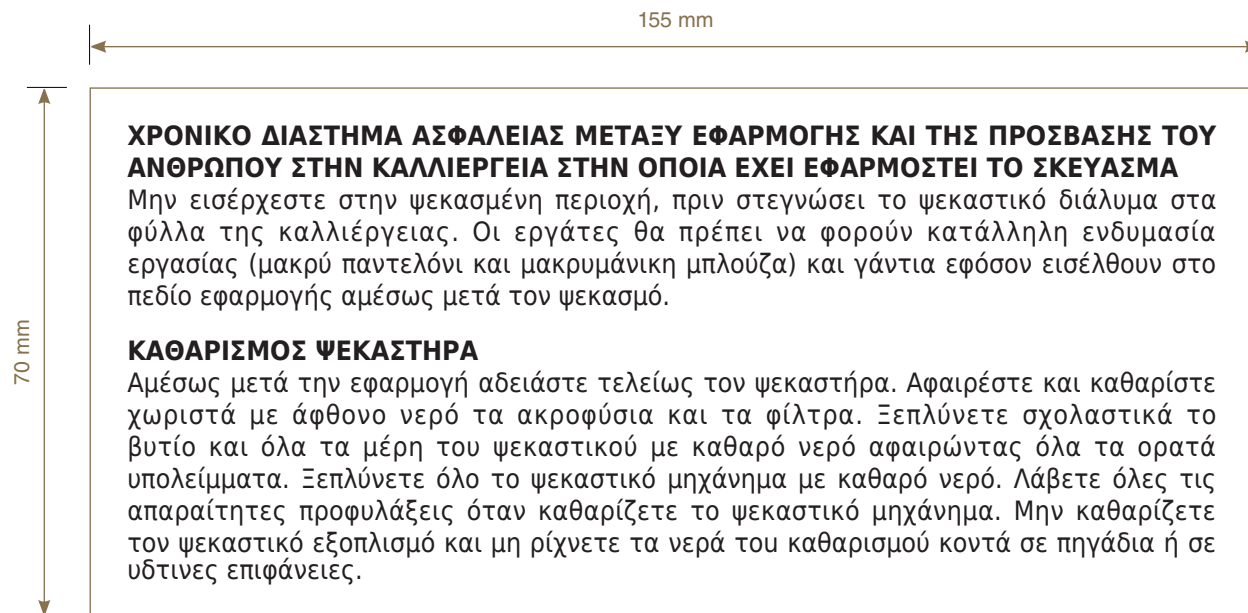 155 mm
70 mm
ΧΡΟΝΙΚΟ ΔΙΑΣΤΗΜΑ ΑΣΦΑΛΕΙΑΣ ΜΕΤΑΞΥ ΕΦΑΡΜΟΓΗΣ ΚΑΙ ΤΗΣ ΠΡΟΣΒΑΣΗΣ ΤΟΥ
ΑΝΘΡΩΠΟΥ ΣΤΗΝ ΚΑΛΛΙΕΡΓΕΙΑ ΣΤΗΝ ΟΠΟΙΑ ΕΧΕΙ ΕΦΑΡΜΟΣΤΕΙ ΤΟ ΣΚΕΥΑΣΜΑ
Μην εισέρχεστε στην ψεκασμένη περιοχή, πριν στεγνώσει το ψεκαστικό διάλυμα στα
φύλλα της καλλιέργειας. Οι εργάτες θα πρέπει να φορούν κατάλληλη ενδυμασία
εργασίας (μακρύ παντελόνι και μακρυμάνικη μπλούζα) και γάντια εφόσον εισέλθουν στο
πεδίο εφαρμογής αμέσως μετά τον ψεκασμό.
ΚΑΘΑΡΙΣΜΟΣ ΨΕΚΑΣΤΗΡΑ
Αμέσως μετά την εφαρμογή αδειάστε τελείως τον ψεκαστήρα. Αφαιρέστε και καθαρίστε
χωριστά με άφθονο νερό τα ακροφύσια και τα φίλτρα. Ξεπλύνετε σχολαστικά το
βυτίο και όλα τα μέρη του ψεκαστικού με καθαρό νερό αφαιρώντας όλα τα ορατά
υπολείμματα. Ξεπλύνετε όλο το ψεκαστικό μηχάνημα με καθαρό νερό. Λάβετε όλες τις
απαραίτητες προφυλάξεις όταν καθαρίζετε το ψεκαστικό μηχάνημα. Μην καθαρίζετε
τον ψεκαστικό εξοπλισμό και μη ρίχνετε τα νερά τοu καθαρισμού κοντά σε πηγάδια ή σε
υδτινες επιφάνειες.